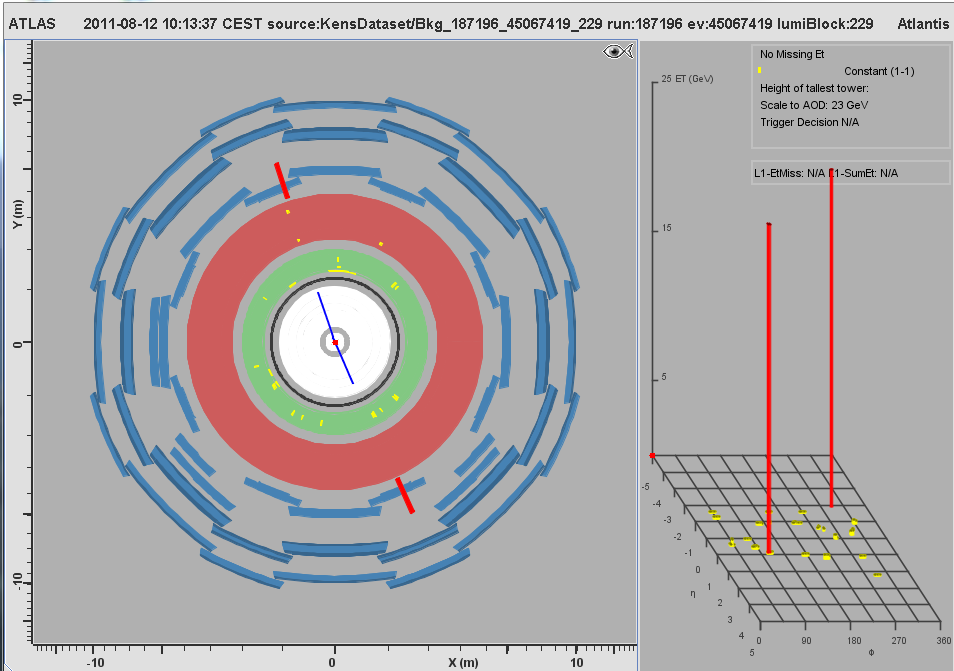 ATLAS 2011-08-12 10:13:37 CEST source:KensDataset/Bkg_187196_45067419_229 run:187196 ev:45067419 lumiBlock:229 Atlantis
No Missing Et
Constant (1-1)
Height of tallest tower:
Scale to AOD: 23 GeV
Trigger Decision N/A
L1-EtMiss: N/A L1-SumEt: N/A
25 ET (GeV)
15
5
10
Y (m)
0
-10
-10 0 X (m) 10
-5
-4
-3
-2
-1
0
1
2
3
4
5
η
0 90 180 270 360
Φ